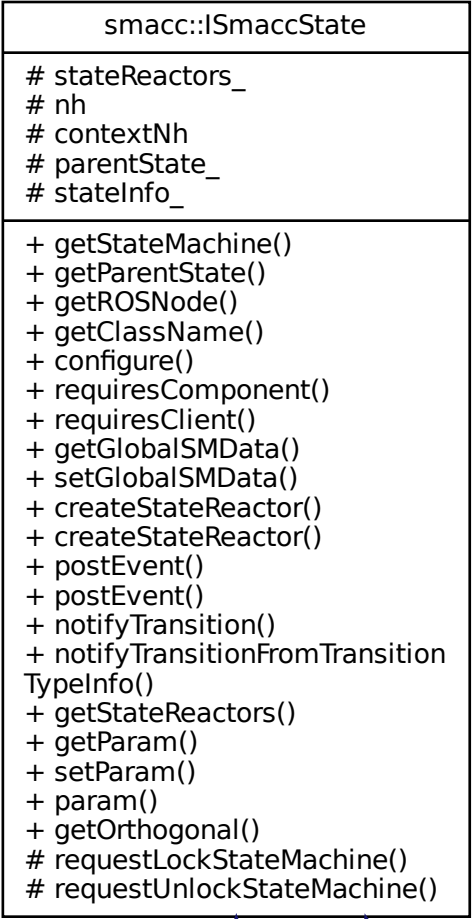 smacc::ISmaccState
# stateReactors_
# nh
# contextNh
# parentState_
# stateInfo_
+ getStateMachine()
+ getParentState()
+ getROSNode()
+ getClassName()
+ configure()
+ requiresComponent()
+ requiresClient()
+ getGlobalSMData()
+ setGlobalSMData()
+ createStateReactor()
+ createStateReactor()
+ postEvent()
+ postEvent()
+ notifyTransition()
+ notifyTransitionFromTransition
TypeInfo()
+ getStateReactors()
+ getParam()
+ setParam()
+ param()
+ getOrthogonal()
# requestLockStateMachine()
# requestUnlockStateMachine()